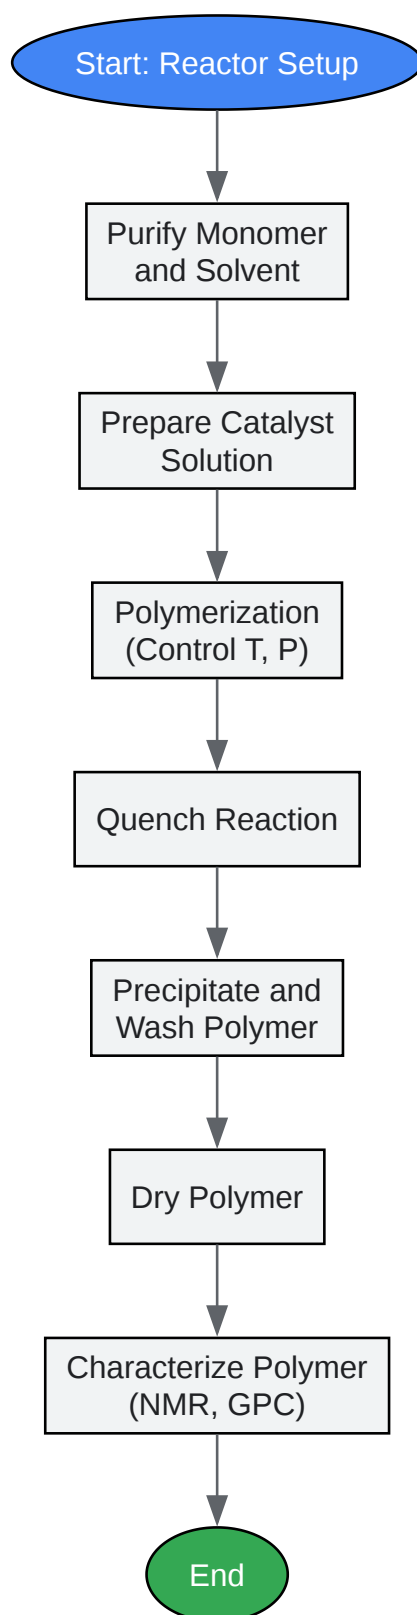 Start: Reactor Setup
Purify Monomer
and Solvent
Prepare Catalyst
Solution
Polymerization
(Control T, P)
Quench Reaction
Precipitate and
Wash Polymer
Dry Polymer
Characterize Polymer
(NMR, GPC)
End